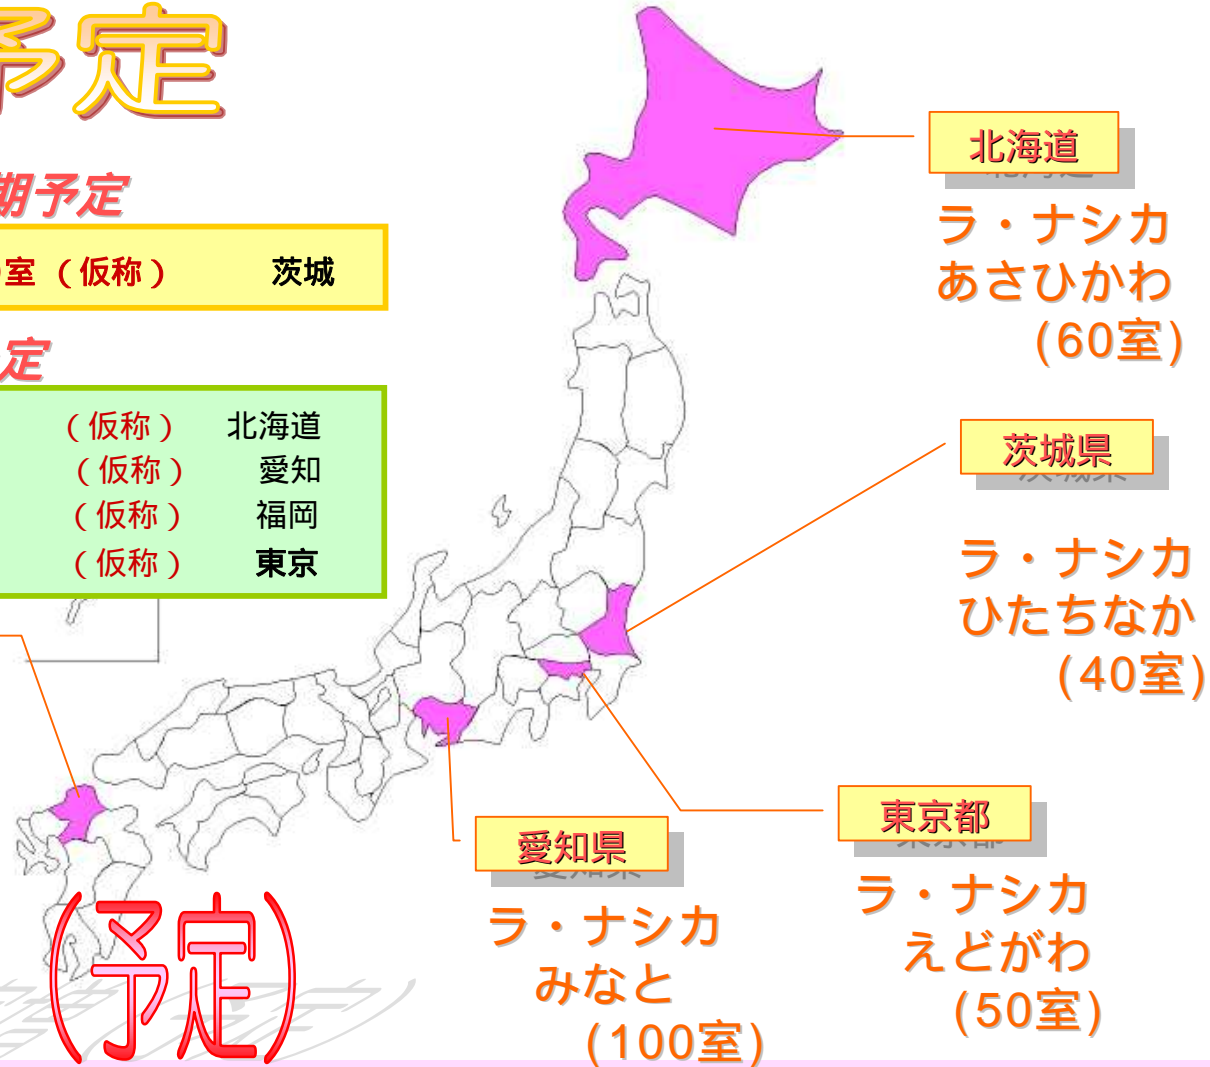 予定
期予定
室（仮称） 茨城
定
（仮称） 北海道
（仮称） 愛知
（仮称） 福岡
（仮称） 東京
北海道
ラ・ナシカ
あさひかわ
(60室)
茨城県
ラ・ナシカ
ひたちなか
(40室)
東京都
ラ・ナシカ
えどがわ
(50室)
愛知県
ラ・ナシカ
みなと
(100室)
(予定)